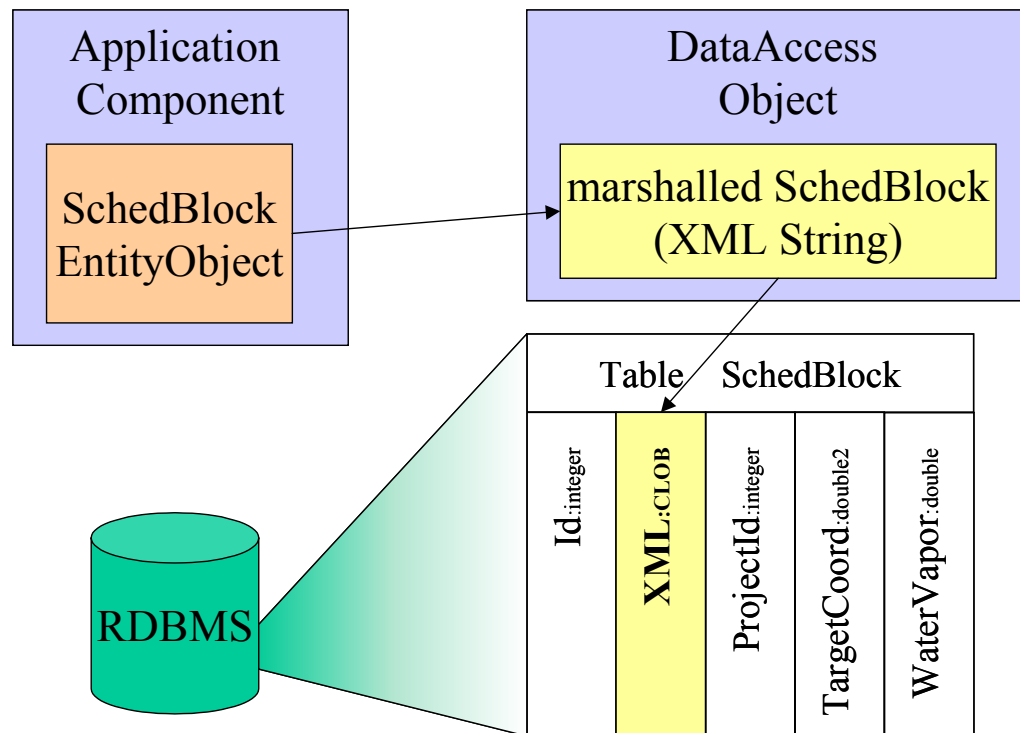 Application
Component
SchedBlock
EntityObject
DataAccess
Object
marshalled SchedBlock
(XML String)
Table SchedBlock
Id:integer
XML:CLOB
ProjectId:integer
TargetCoord:double2
WaterVapor:double
RDBMS